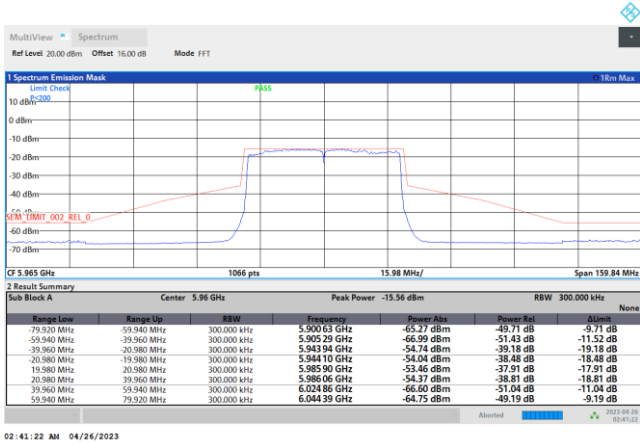 MultiView Spectrum
Ref Level 20.00 dBm Offset 16.00 dB Mode FFT
1 Spectrum Emission Mask 1Rm Max
Limit Check PASS
P<200
10 dBm
0 dBm
-10 dBm
-20 dBm
-30 dBm
-40 dBm
-50 dBm
SEM_LIMIT_002_REL_0
-60 dBm
-70 dBm
CF 5.965 GHz 1066 pts 15.98 MHz/ Span 159.84 MHz
2 Result Summary
Sub Block A Center 5.96 GHz Peak Power -15.56 dBm RBW 300.000 kHz
None
Range Low Range Up RBW Frequency Power Abs Power Rel ΔLimit
-79.920 MHz -59.940 MHz 300.000 kHz 5.900 63 GHz -65.27 dBm -49.71 dB -9.71 dB
-59.940 MHz -39.960 MHz 300.000 kHz 5.905 29 GHz -66.99 dBm -51.43 dB -11.52 dB
-39.960 MHz -20.980 MHz 300.000 kHz 5.943 94 GHz -54.74 dBm -39.18 dB -19.18 dB
-20.980 MHz -19.980 MHz 300.000 kHz 5.944 10 GHz -54.04 dBm -38.48 dB -18.48 dB
19.980 MHz 20.980 MHz 300.000 kHz 5.985 90 GHz -53.46 dBm -37.91 dB -17.91 dB
20.980 MHz 39.960 MHz 300.000 kHz 5.986 06 GHz -54.37 dBm -38.81 dB -18.81 dB
39.960 MHz 59.940 MHz 300.000 kHz 6.024 86 GHz -66.60 dBm -51.04 dB -11.04 dB
59.940 MHz 79.920 MHz 300.000 kHz 6.044 39 GHz -64.75 dBm -49.19 dB -9.19 dB
Aborted 2023-04-26
02:41:22
02:41:22 AM 04/26/2023